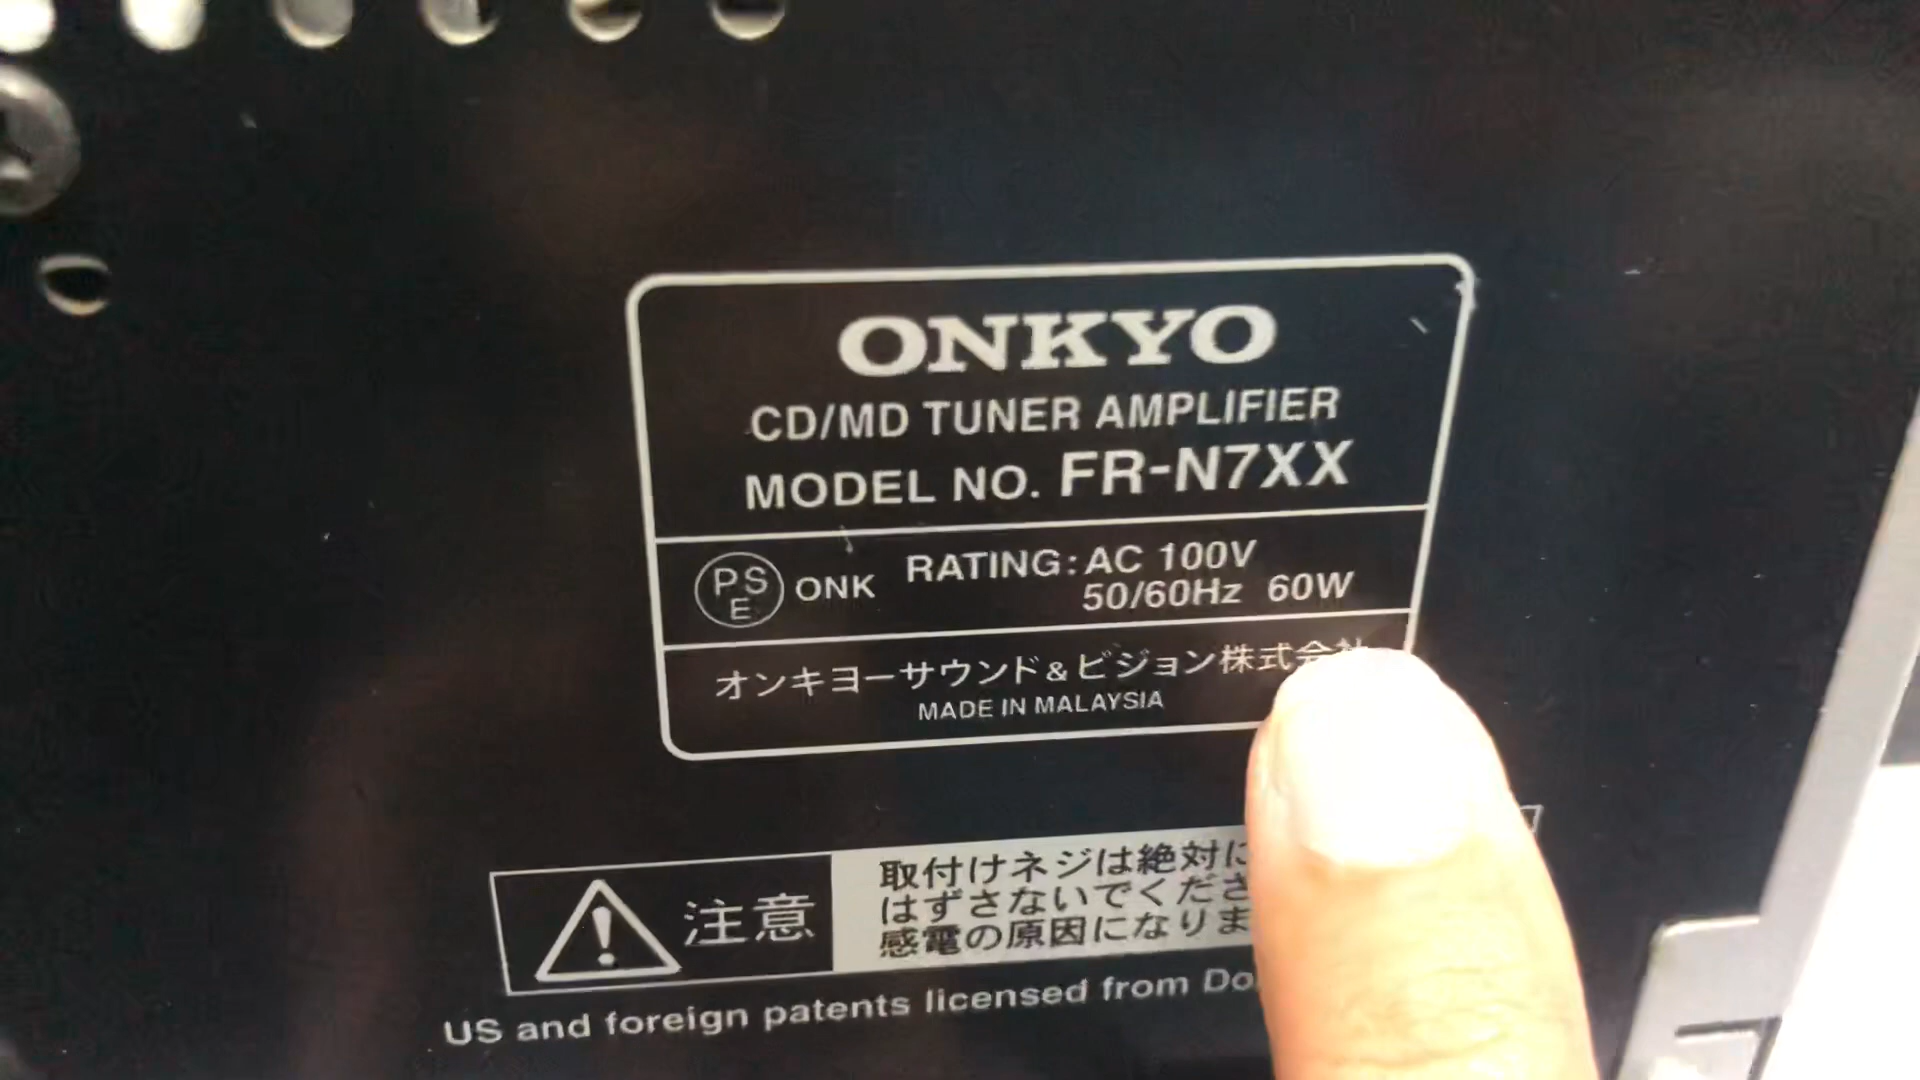 ONKYO
CD/MD TUNER AMPLIFIER
MODEL NO. FR-N7XX
PSE ONK RATING: AC 100V
50/60Hz 60W
オンキヨーサウンド&ビジョン株式会社
MADE IN MALAYSIA
注意
取付けネジは絶対に
はずさないでくださ
感電の原因になりま
US and foreign patents licensed from